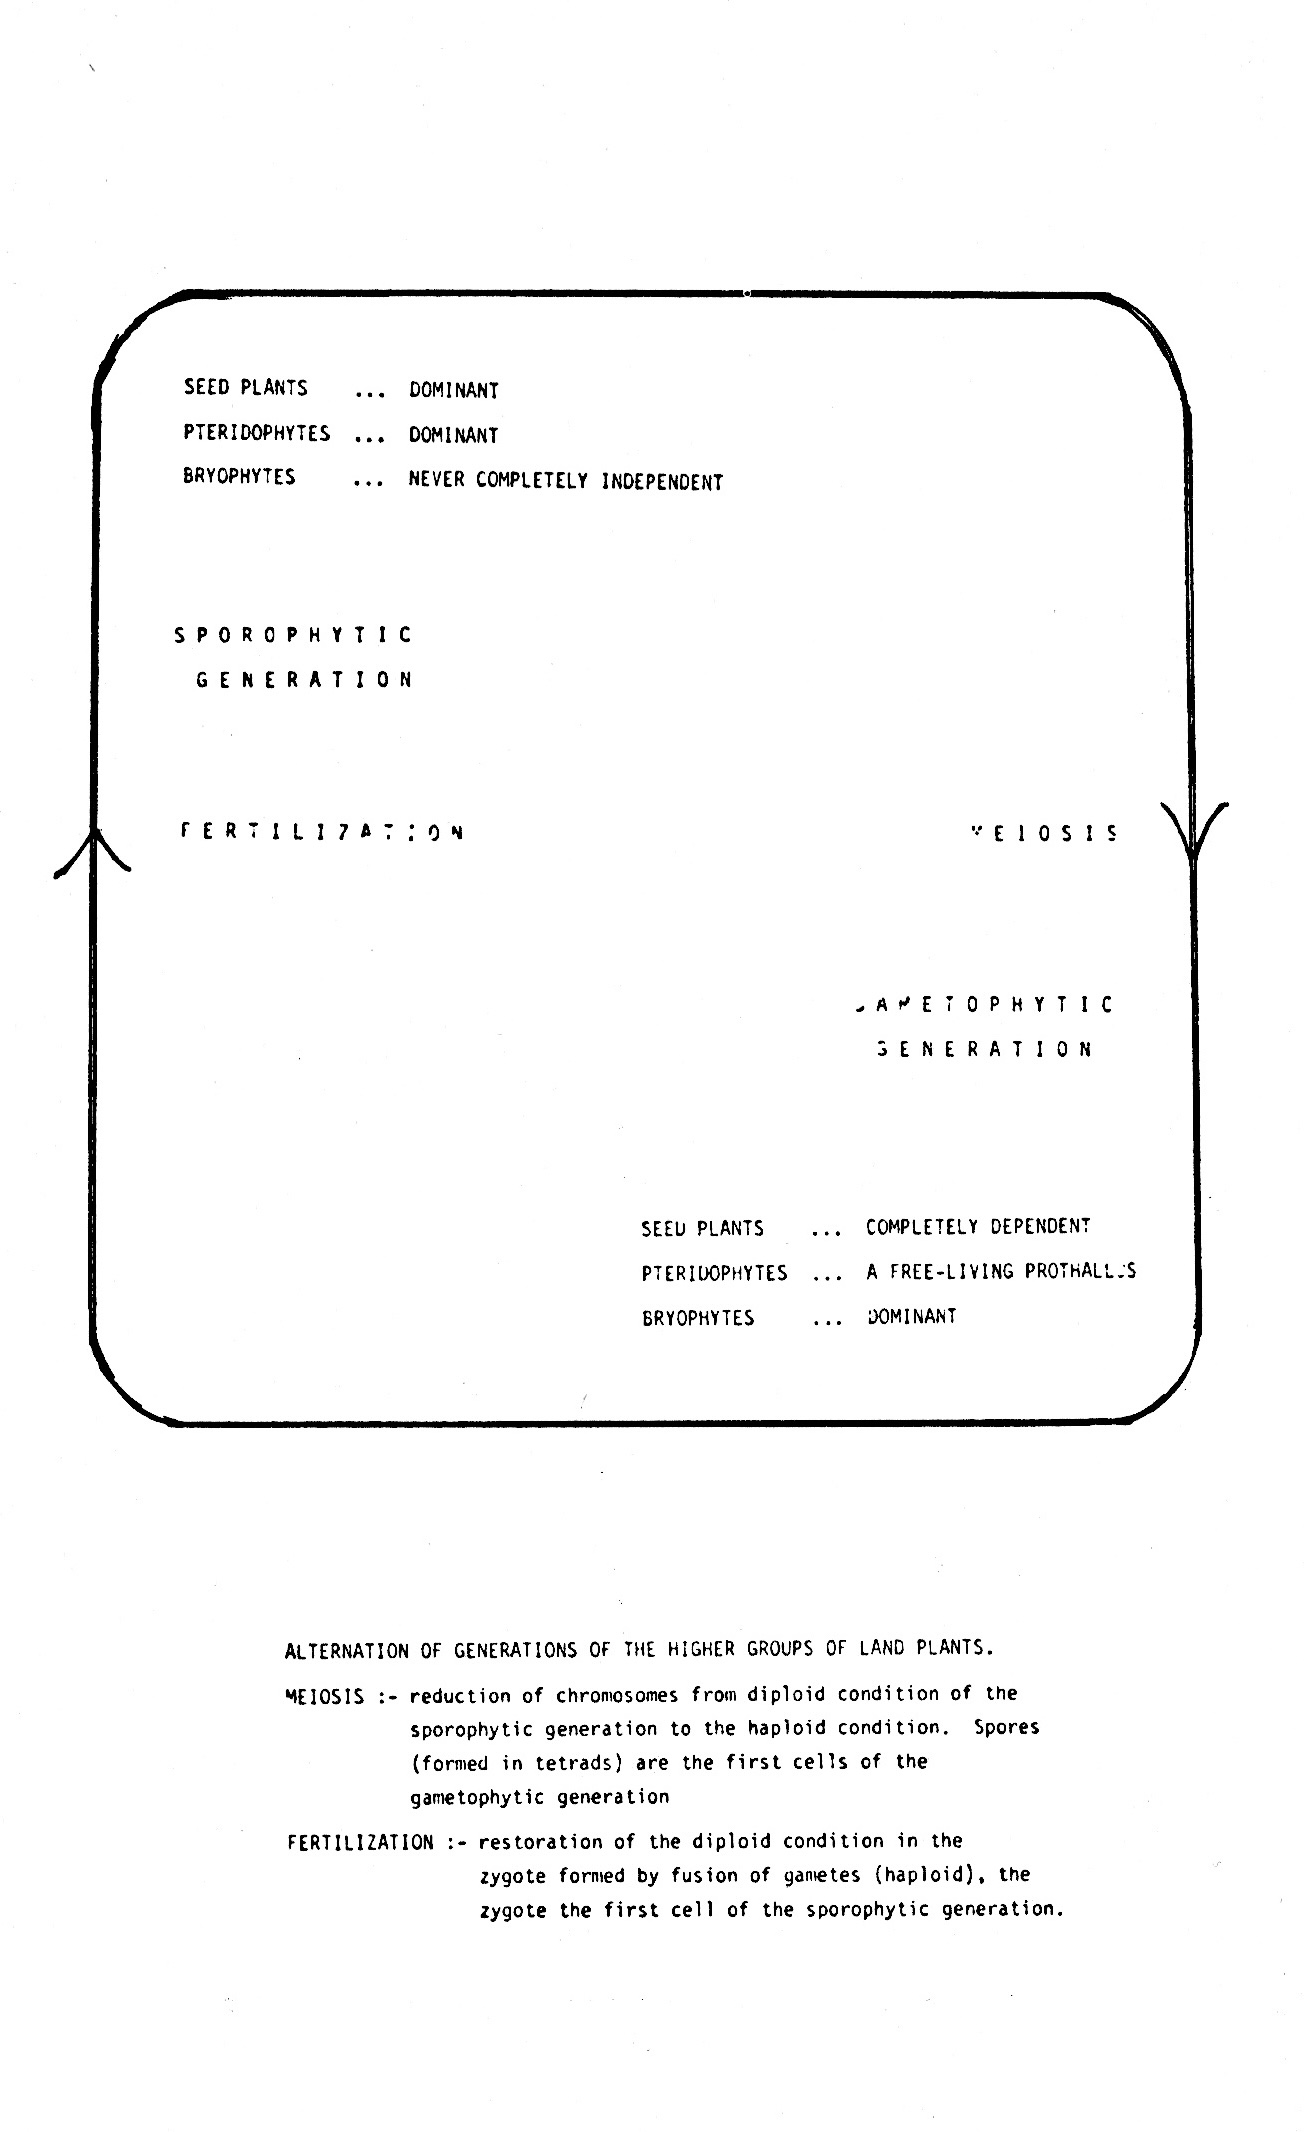 SEED PLANTS ... DOMINANT
PTERIDOPHYTES ... DOMINANT
BRYOPHYTES ... NEVER COMPLETELY INDEPENDENT
SPOROPHYTIC
GENERATION
FERTILIZATION
MEIOSIS
GAMETOPHYTIC
GENERATION
SEED PLANTS ... COMPLETELY DEPENDENT
PTERIDOPHYTES ... A FREE-LIVING PROTHALLUS
BRYOPHYTES ... DOMINANT
ALTERNATION OF GENERATIONS OF THE HIGHER GROUPS OF LAND PLANTS.
MEIOSIS :- reduction of chromosomes from diploid condition of the
sporophytic generation to the haploid condition. Spores
(formed in tetrads) are the first cells of the
gametophytic generation
FERTILIZATION :- restoration of the diploid condition in the
zygote formed by fusion of gametes (haploid), the
zygote the first cell of the sporophytic generation.